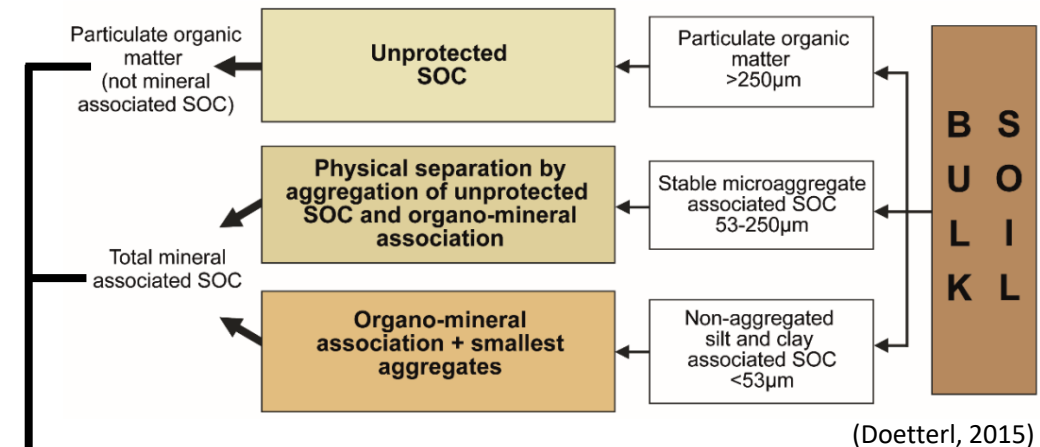 Particulate organic
matter
(not mineral
associated SOC)
Unprotected
SOC
Particulate organic
matter
>250µm
Physical separation by
aggregation of unprotected
SOC and organo-mineral
association
Stable microaggregate
associated SOC
53-250µm
Total mineral
associated SOC
Organo-mineral
association + smallest
aggregates
Non-aggregated
silt and clay
associated SOC
<53µm
BULK
SOIL
(Doetterl, 2015)